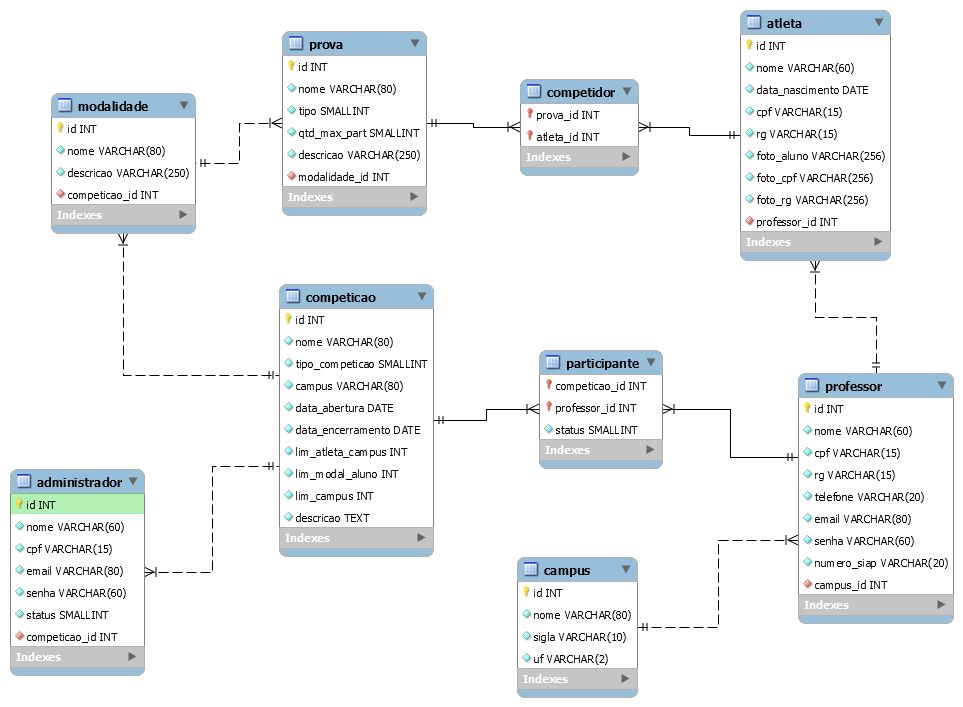 modalidade
id INT
nome VARCHAR(80)
descricao VARCHAR(250)
competicao_id INT
Indexes
prova
id INT
nome VARCHAR(80)
tipo SMALLINT
qtd_max_part SMALLINT
descricao VARCHAR(250)
modalidade_id INT
Indexes
competidor
prova_id INT
atleta_id INT
Indexes
atleta
id INT
nome VARCHAR(60)
data_nascimento DATE
cpf VARCHAR(15)
rg VARCHAR(15)
foto_aluno VARCHAR(256)
foto_cpf VARCHAR(256)
foto_rg VARCHAR(256)
professor_id INT
Indexes
competicao
id INT
nome VARCHAR(80)
tipo_competicao SMALLINT
campus VARCHAR(80)
data_abertura DATE
data_encerramento DATE
lim_atleta_campus INT
lim_modal_aluno INT
lim_campus INT
descricao TEXT
Indexes
participante
competicao_id INT
professor_id INT
status SMALLINT
Indexes
professor
id INT
nome VARCHAR(60)
cpf VARCHAR(15)
rg VARCHAR(15)
telefone VARCHAR(20)
email VARCHAR(80)
senha VARCHAR(60)
numero_siap VARCHAR(20)
campus_id INT
Indexes
administrador
id INT
nome VARCHAR(60)
cpf VARCHAR(15)
email VARCHAR(80)
senha VARCHAR(60)
status SMALLINT
competicao_id INT
Indexes
campus
id INT
nome VARCHAR(80)
sigla VARCHAR(10)
uf VARCHAR(2)
Indexes